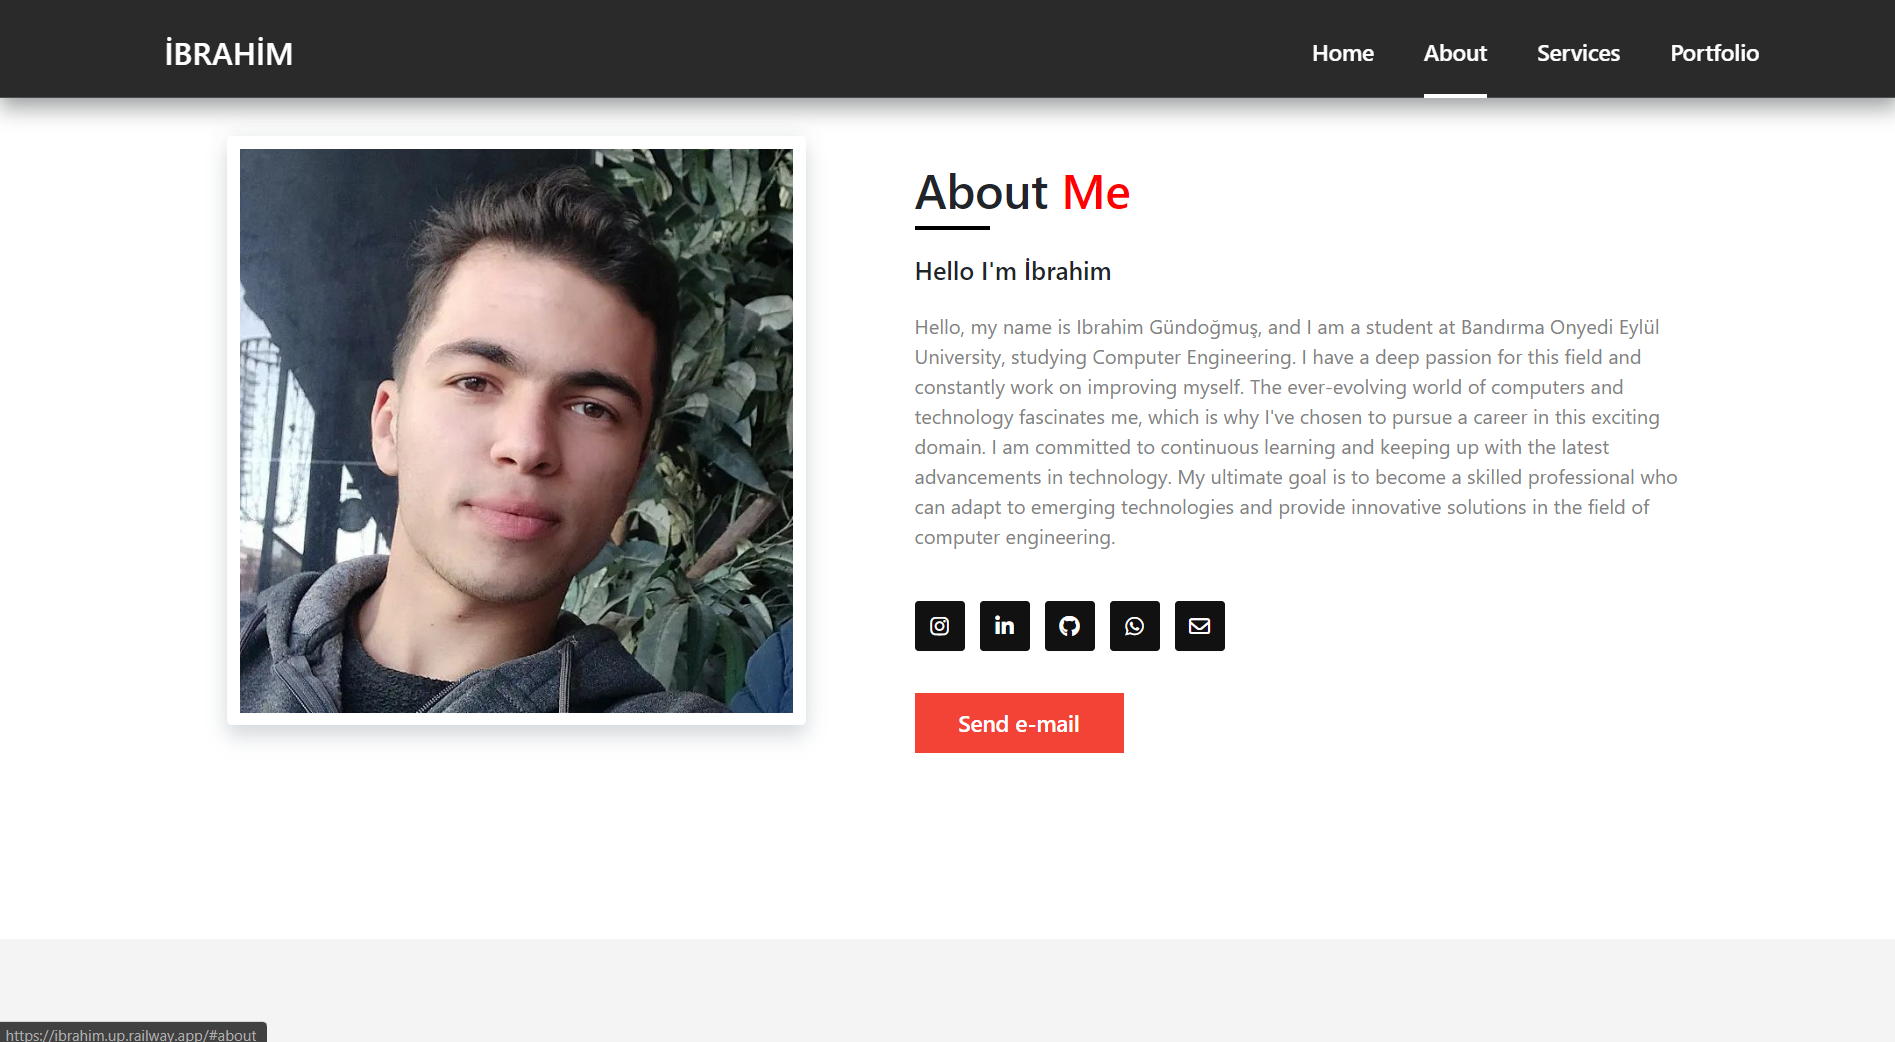 İBRAHİM
Home About Services Portfolio
About Me
Hello I'm İbrahim
Hello, my name is Ibrahim Gündoğmuş, and I am a student at Bandırma Onyedi Eylül
University, studying Computer Engineering. I have a deep passion for this field and
constantly work on improving myself. The ever-evolving world of computers and
technology fascinates me, which is why I've chosen to pursue a career in this exciting
domain. I am committed to continuous learning and keeping up with the latest
advancements in technology. My ultimate goal is to become a skilled professional who
can adapt to emerging technologies and provide innovative solutions in the field of
computer engineering.
in
Send e-mail
https://ibrahim.up.railway.app/#about